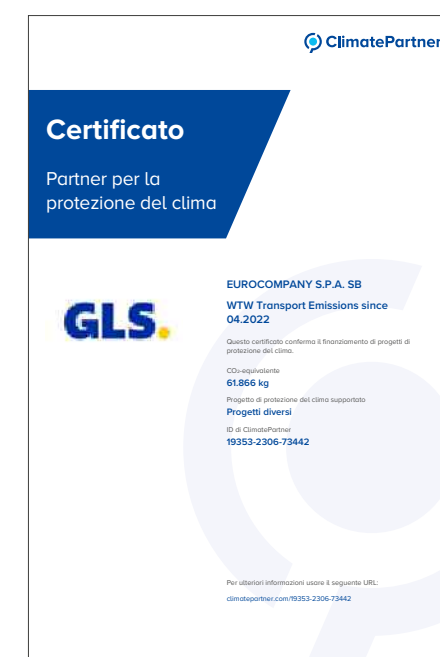 ClimatePartner
Certificato
Partner per la
protezione del clima
GLS.
EUROCOMPANY S.P.A. SB
WTW Transport Emissions since
04.2022
Questo certificato conferma il finanziamento di progetti di
protezione del clima.
CO₂-equivalente
61.866 kg
Progetto di protezione del clima supportato
Progetti diversi
ID di ClimatePartner
19353-2306-73442
Per ulteriori informazioni usare il seguente URL:
climatepartner.com/19353-2306-73442